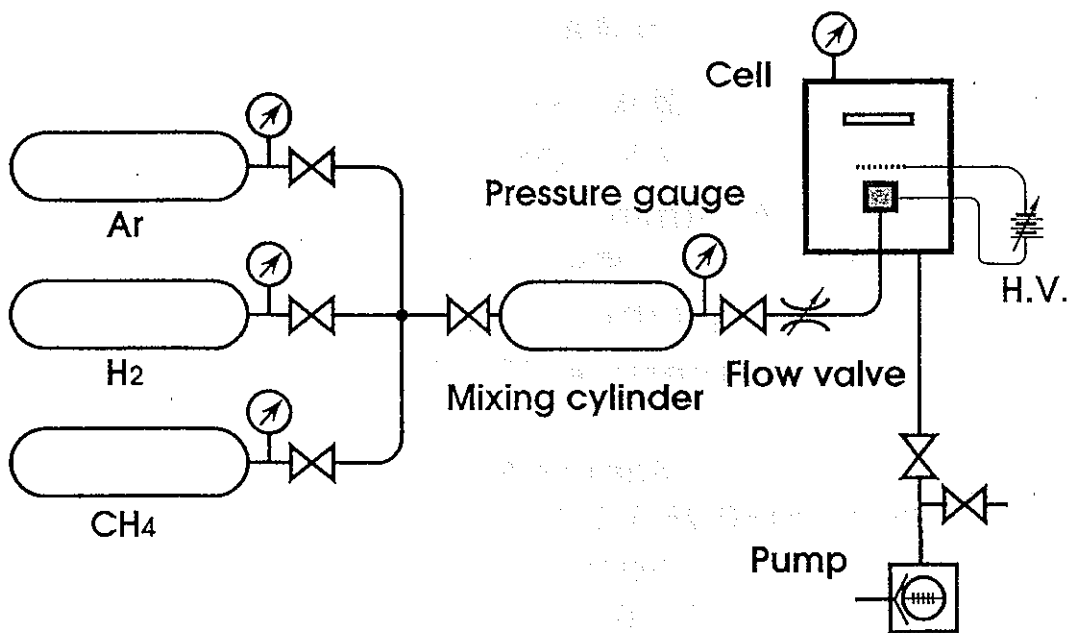 Cell
Ar
Pressure gauge
H.V.
H2
Mixing cylinder
Flow valve
CH4
Pump